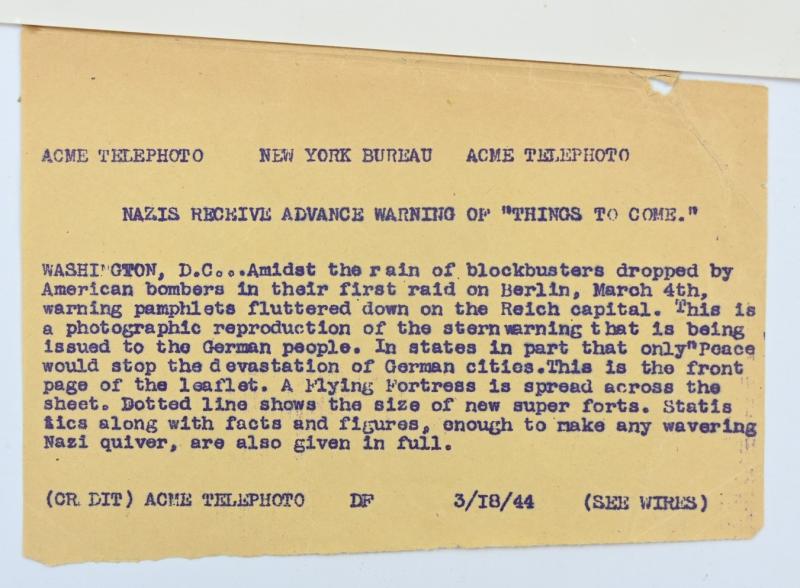 ACME TELEPHOTO NEW YORK BUREAU ACME TELEPHOTO
NAZIS RECEIVE ADVANCE WARNING OF "THINGS TO COME."
WASHI GTON, D.C...Amidst the rain of blockbusters dropped by
American bombers in their first raid on Berlin, March 4th,
warning pamphlets fluttered down on the Reich capital. This is
a photographic reproduction of the sternwarning that is being
issued to the German people. In states in part that only"Peace
would stop the devastation of German cities.This is the front
page of the leaflet. A Flying Fortress is spread across the
sheet. Dotted line shows the size of new super forts. Statis
tics along with facts and figures, enough to make any wavering
Nazi quiver, are also given in full.
(CR DIT) ACME TELEPHOTO DF 3/18/44 (SEE WIRES)